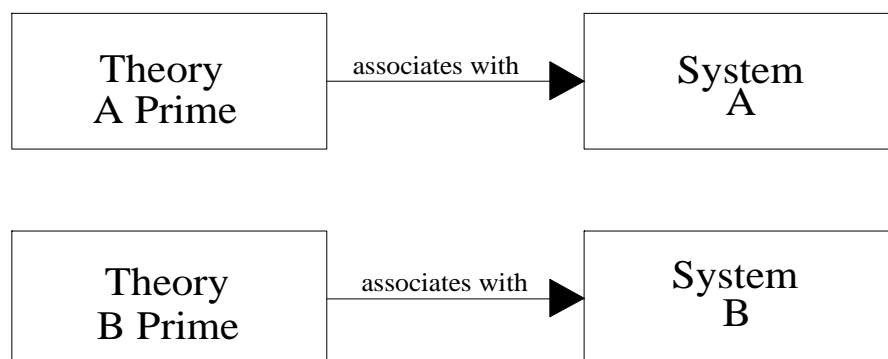 Theory
A Prime
associates with
System
A
Theory
B Prime
associates with
System
B